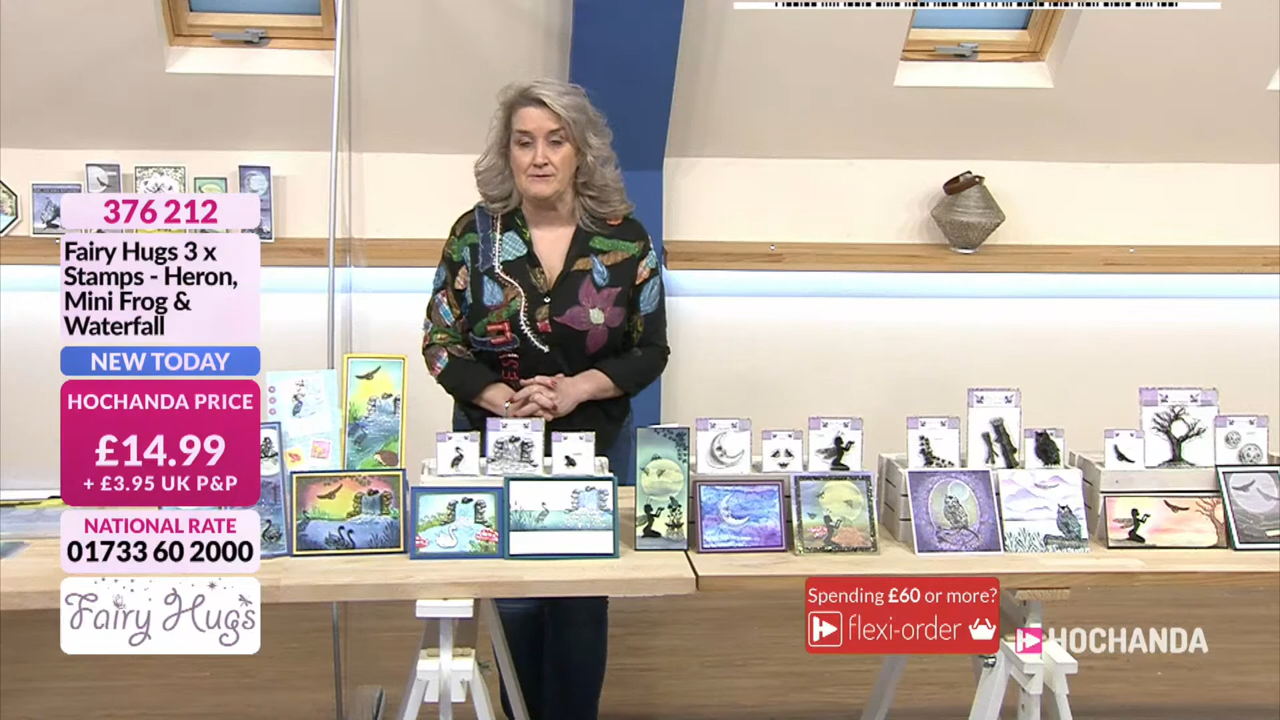 376 212
Fairy Hugs 3 x
Stamps - Heron,
Mini Frog &
Waterfall
NEW TODAY
HOCHANDA PRICE
£14.99
+ £3.95 UK P&P
NATIONAL RATE
01733 60 2000
Fairy Hugs
Spending £60 or more?
flexi-order
HOCHANDA